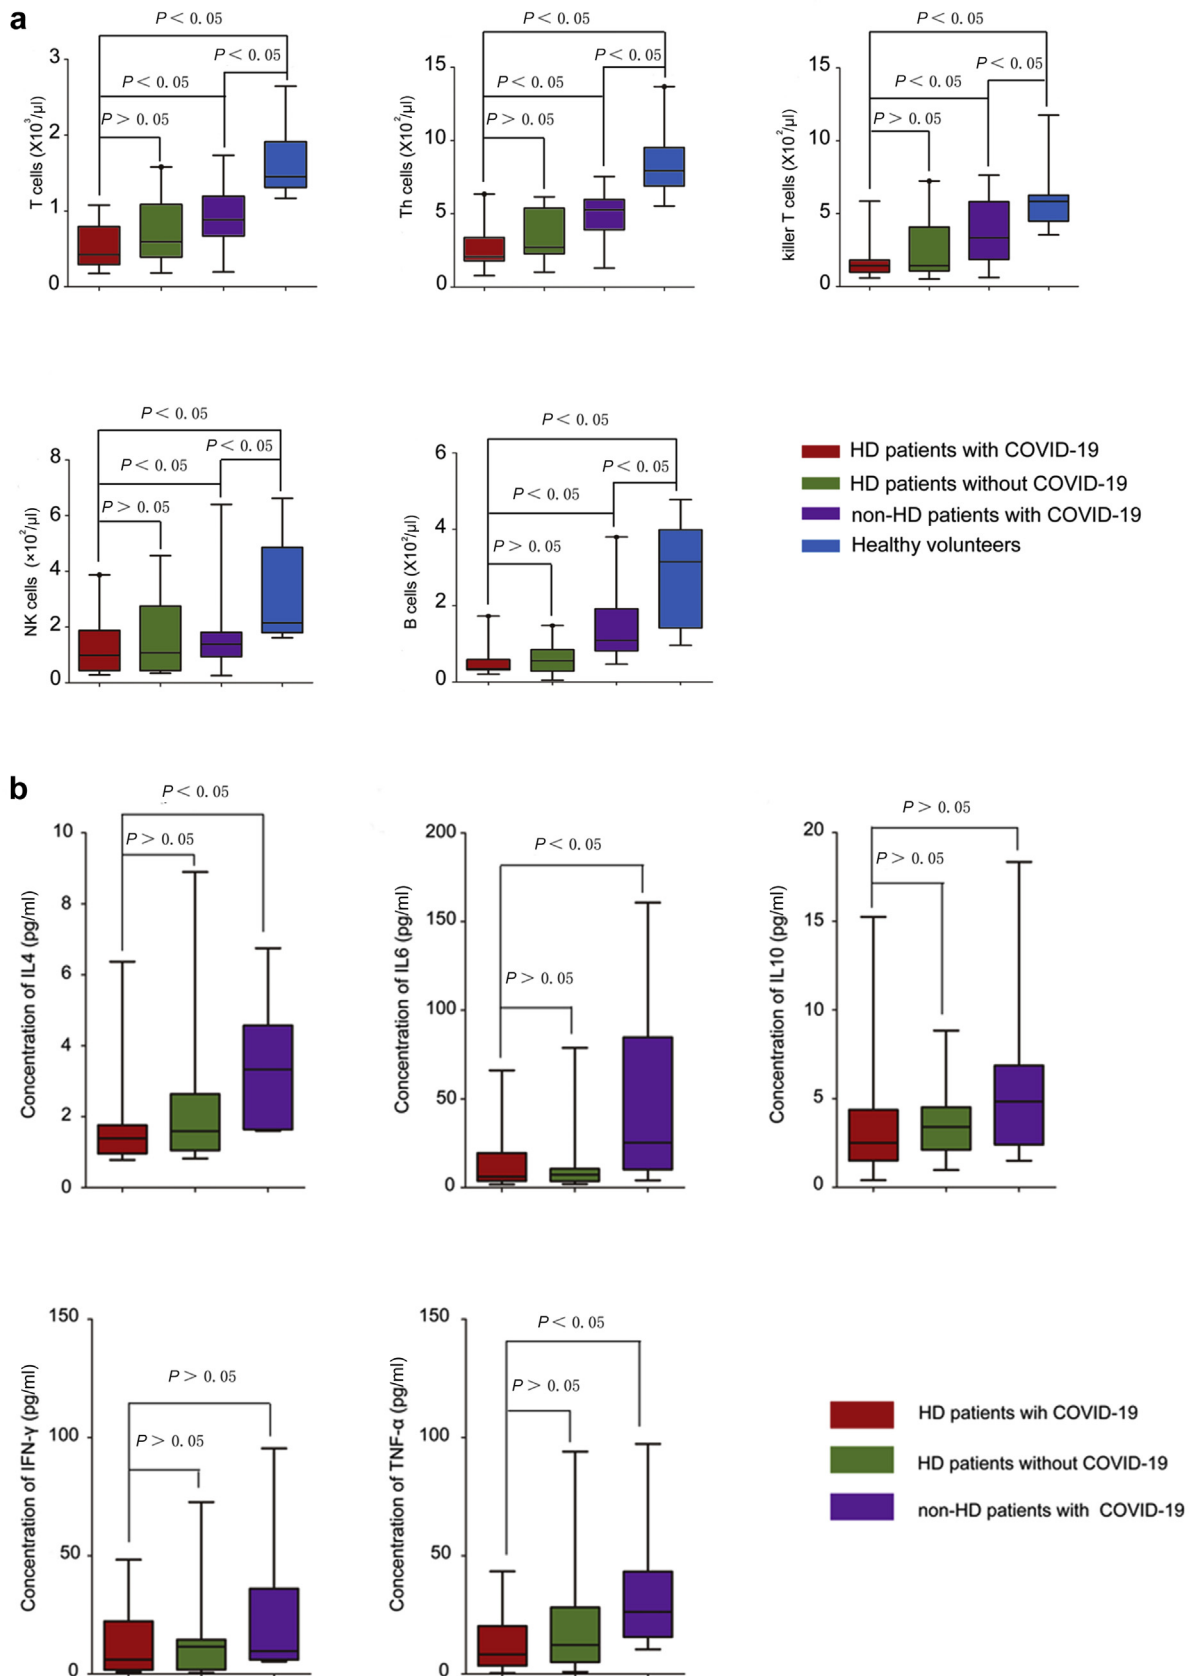 a
P < 0.05
P < 0.05
P < 0.05
P > 0.05
T cells (X10³/μl)
3
2
1
0
P < 0.05
P < 0.05
P < 0.05
P > 0.05
Th cells (X10²/μl)
15
10
5
0
P < 0.05
P < 0.05
P < 0.05
P > 0.05
killer T cells (X10²/μl)
15
10
5
0
P < 0.05
P < 0.05
P < 0.05
P > 0.05
NK cells (×10²/μl)
8
6
4
2
0
P < 0.05
P < 0.05
P < 0.05
P > 0.05
B cells (X10²/μl)
6
4
2
0
HD patients with COVID-19
HD patients without COVID-19
non-HD patients with COVID-19
Healthy volunteers
b
P < 0.05
P > 0.05
Concentration of IL4 (pg/ml)
10
8
6
4
2
0
P < 0.05
P > 0.05
Concentration of IL6 (pg/ml)
200
150
100
50
0
P > 0.05
P > 0.05
Concentration of IL10 (pg/ml)
20
15
10
5
0
P > 0.05
P > 0.05
Concentration of IFN-γ (pg/ml)
150
100
50
0
P < 0.05
P > 0.05
Concentration of TNF-α (pg/ml)
150
100
50
0
HD patients wih COVID-19
HD patients without COVID-19
non-HD patients with COVID-19